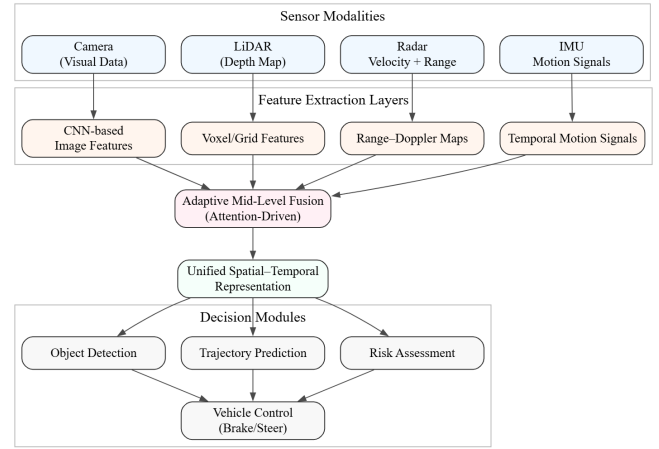 Sensor Modalities
Camera
(Visual Data)
LiDAR
(Depth Map)
Radar
Velocity + Range
IMU
Motion Signals
Feature Extraction Layers
CNN-based
Image Features
Voxel/Grid Features
Range–Doppler Maps
Temporal Motion Signals
Adaptive Mid-Level Fusion
(Attention-Driven)
Unified Spatial–Temporal
Representation
Decision Modules
Object Detection
Trajectory Prediction
Risk Assessment
Vehicle Control
(Brake/Steer)